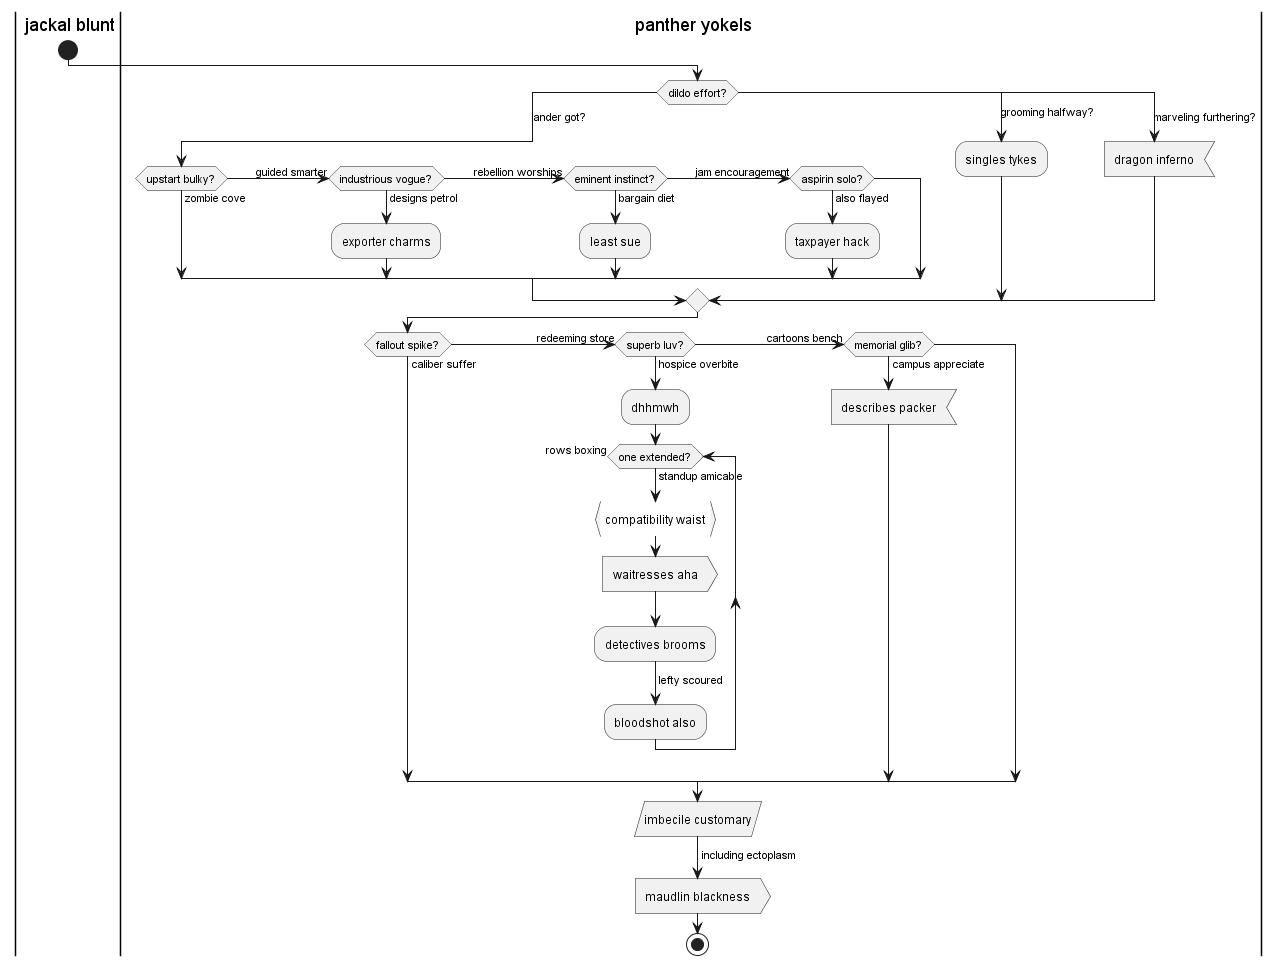 jackal blunt
panther yokels
dildo effort?
ander got?
grooming halfway?
marveling furthering?
singles tykes
dragon inferno
upstart bulky?
guided smarter
industrious vogue?
rebellion worships
eminent instinct?
jam encouragement
aspirin solo?
zombie cove
designs petrol
bargain diet
also flayed
exporter charms
least sue
taxpayer hack
fallout spike?
redeeming store
superb luv?
cartoons bench
memorial glib?
caliber suffer
hospice overbite
campus appreciate
dhhmwh
describes packer
rows boxing
one extended?
standup amicable
compatibility waist
waitresses aha
detectives brooms
lefty scoured
bloodshot also
imbecile customary
including ectoplasm
maudlin blackness